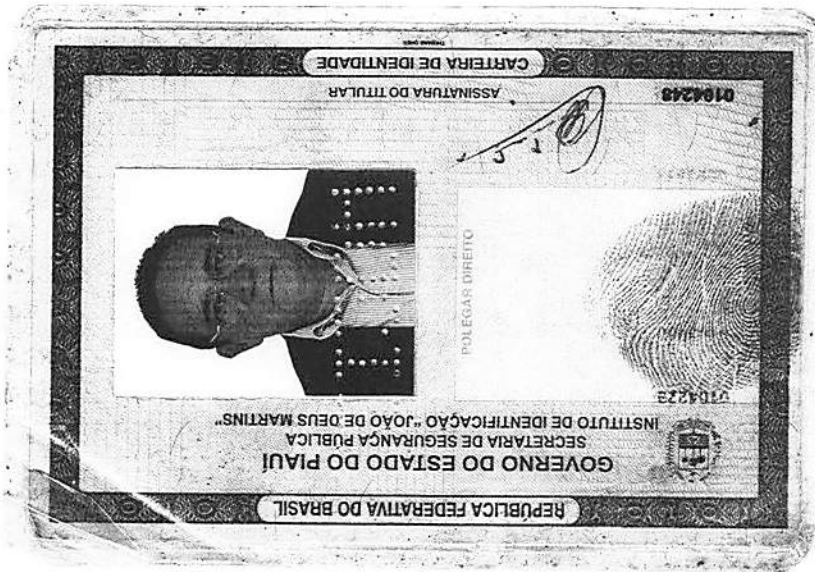 REPÚBLICA FEDERATIVA DO BRASIL
GOVERNO DO ESTADO DO PIAUÍ
SECRETARIA DE SEGURANÇA PÚBLICA
INSTITUTO DE IDENTIFICAÇÃO "JOÃO DE DEUS MARTINS"
POLEGAR DIREITO
0104248
ASSINATURA DO TITULAR
CARTEIRA DE IDENTIDADE